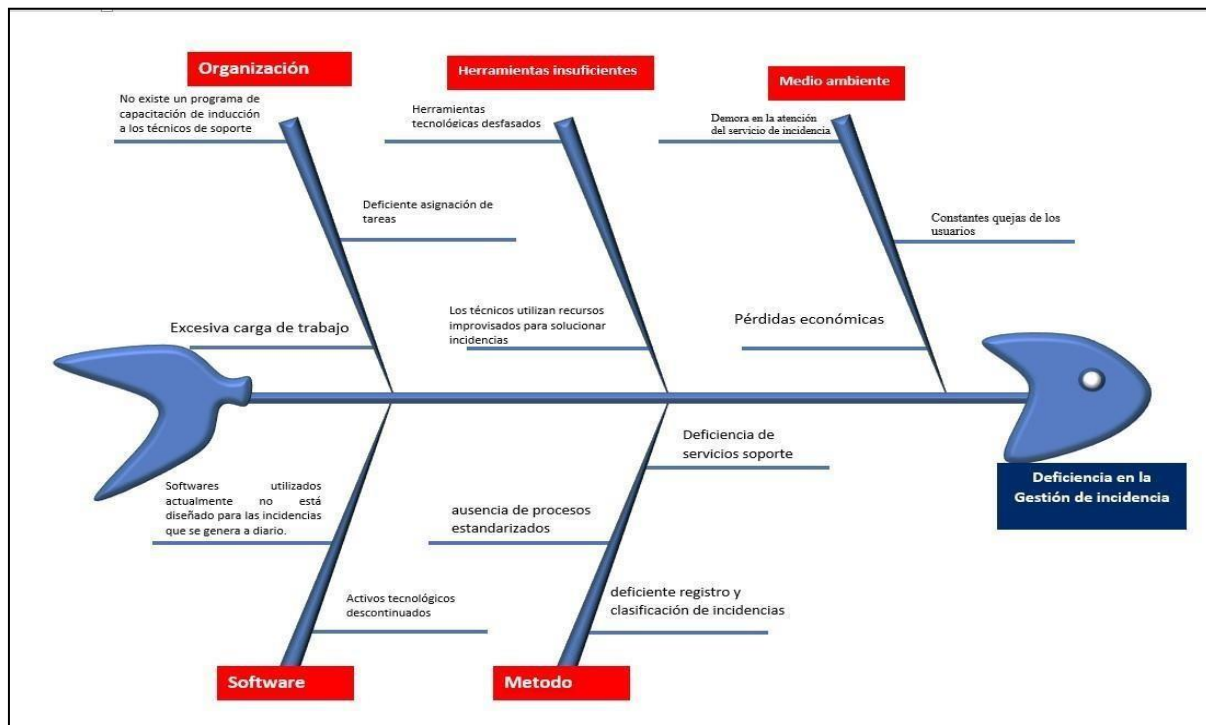 Organización
Herramientas insuficientes
Medio ambiente
No existe un programa de
capacitación de inducción
a los técnicos de soporte
Herramientas
tecnológicas desfasados
Demora en la atención
del servicio de incidencia
Deficiente asignación de
tareas
Constantes quejas de los
usuarios
Excesiva carga de trabajo
Los técnicos utilizan recursos
improvisados para solucionar
incidencias
Pérdidas económicas
Deficiencia de
servicios soporte
Deficiencia en la
Gestión de incidencia
Softwares utilizados
actualmente no está
diseñado para las incidencias
que se genera a diario.
ausencia de procesos
estandarizados
Activos tecnológicos
descontinuados
deficiente registro y
clasificación de incidencias
Software
Metodo